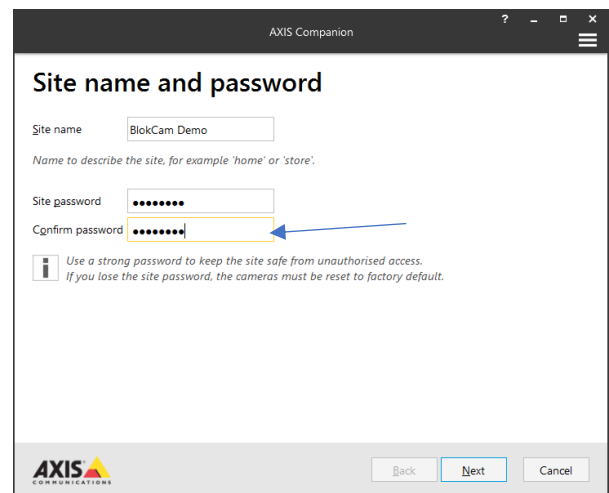 AXIS Companion
?
Site name and password
Site name BlokCam Demo
Name to describe the site, for example 'home' or 'store'.
Site password ●●●●●●●●
Confirm password ●●●●●●●●
i Use a strong password to keep the site safe from unauthorised access.
If you lose the site password, the cameras must be reset to factory default.
AXIS
COMMUNICATIONS
Back Next Cancel